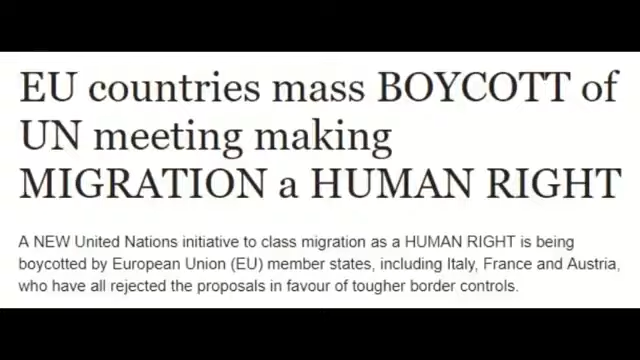 EU countries mass BOYCOTT of
UN meeting making
MIGRATION a HUMAN RIGHT
A NEW United Nations initiative to class migration as a HUMAN RIGHT is being
boycotted by European Union (EU) member states, including Italy, France and Austria,
who have all rejected the proposals in favour of tougher border controls.